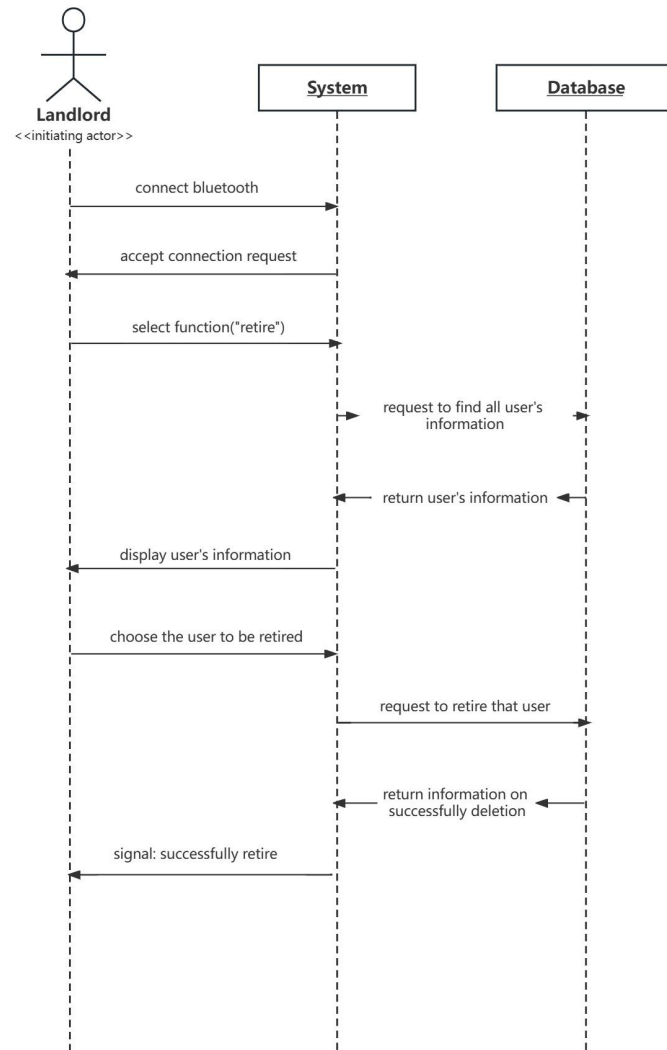 System
Database
Landlord
<<initiating actor>>
connect bluetooth
accept connection request
select function("retire")
request to find all user's
information
return user's information
display user's information
choose the user to be retired
request to retire that user
return information on
successfully deletion
signal: successfully retire